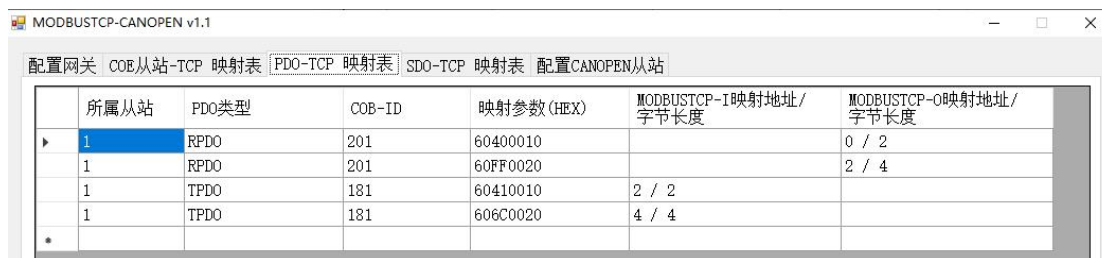 MODBUSTCP-CANOPEN v1.1
配置网关 COE从站-TCP 映射表 PDO-TCP 映射表 SDO-TCP 映射表 配置CANOPEN从站
所属从站 PDO类型 COB-ID 映射参数(HEX) MODBUSTCP-I映射地址/ MODBUSTCP-O映射地址/
字节长度 字节长度
1 RPDO 201 60400010 0 / 2
1 RPDO 201 60FF0020 2 / 4
1 TPDO 181 60410010 2 / 2
1 TPDO 181 606C0020 4 / 4